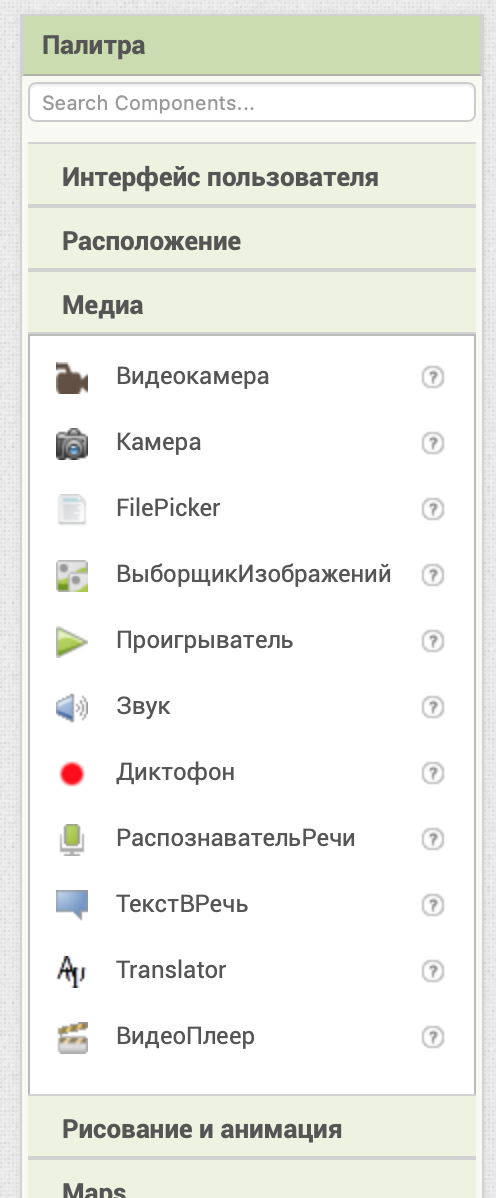 Палитра
Search Components...
Интерфейс пользователя
Расположение
Медиа
Видеокамера
Камера
FilePicker
ВыборщикИзображений
Проигрыватель
Звук
Диктофон
РаспознавательРечи
ТекстВРечь
Translator
ВидеоПлеер
Рисование и анимация
Maps